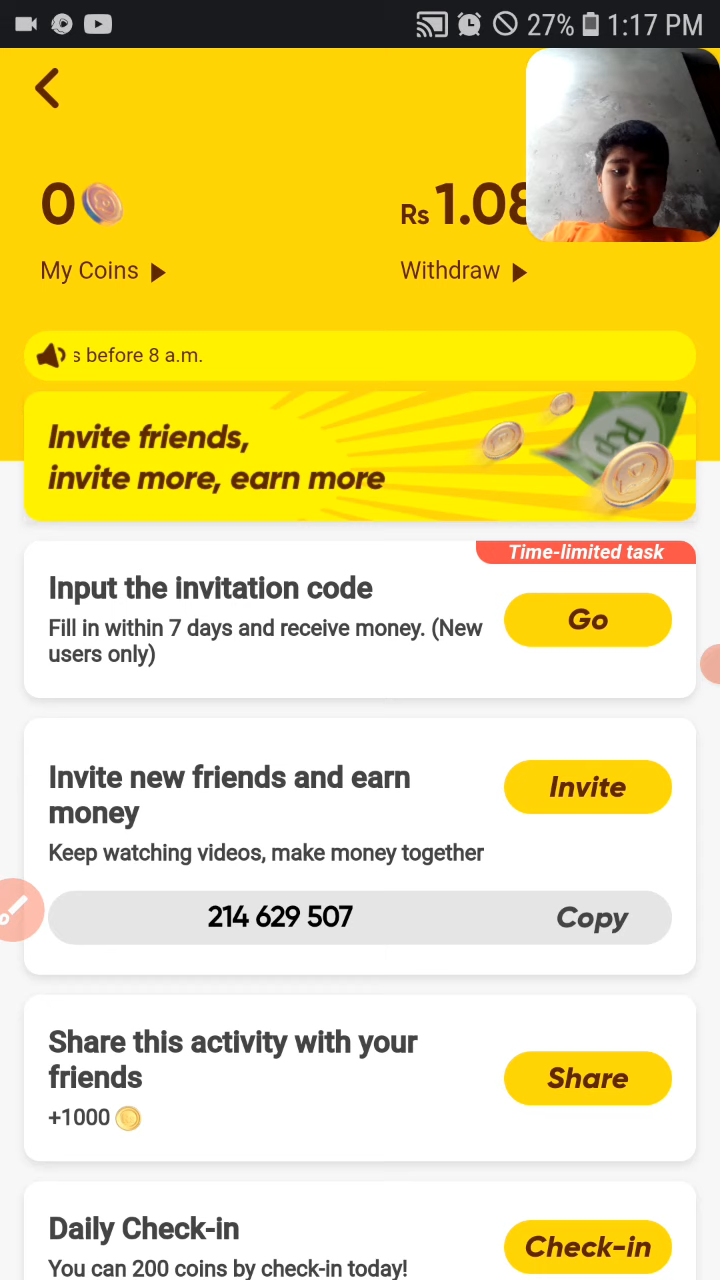 27% 1:17 PM
0
Rs 1.08
My Coins
Withdraw
s before 8 a.m.
Invite friends,
invite more, earn more
Rp
Time-limited task
Input the invitation code
Go
Fill in within 7 days and receive money. (New
users only)
Invite new friends and earn
money
Invite
Keep watching videos, make money together
214 629 507
Copy
Share this activity with your
friends
Share
+1000
Daily Check-in
Check-in
You can 200 coins by check-in today!